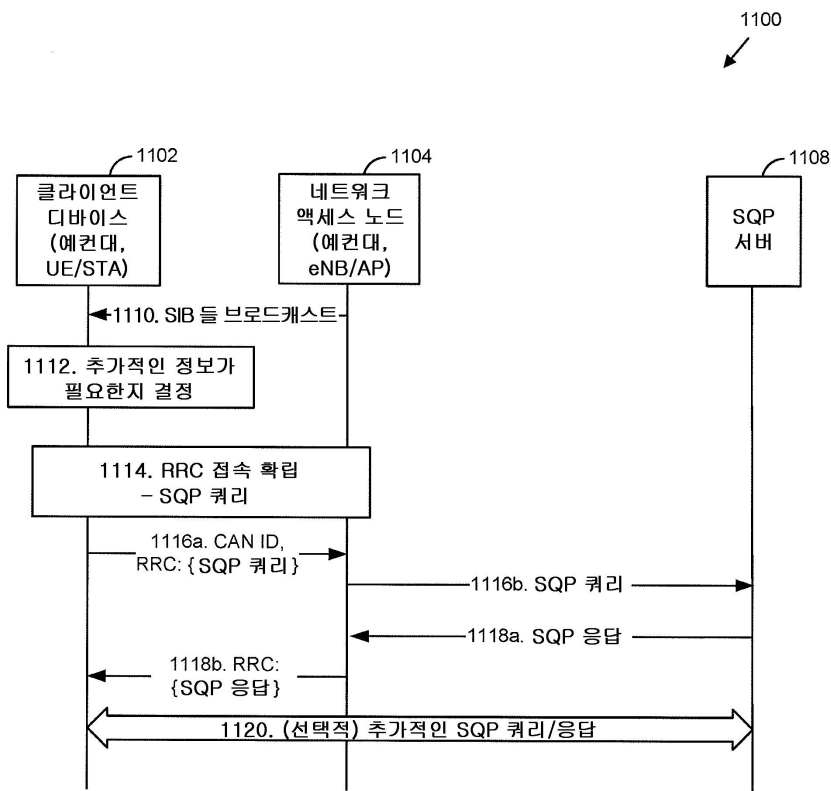 1100
1102
1104
1108
클라이언트
디바이스
(예컨대,
UE/STA)
네트워크
액세스 노드
(예컨대,
eNB/AP)
SQP
서버
1110. SIB 들 브로드캐스트
1112. 추가적인 정보가
필요한지 결정
1114. RRC 접속 확립
– SQP 쿼리
1116a. CAN ID,
RRC: {SQP 쿼리}
1116b. SQP 쿼리
1118a. SQP 응답
1118b. RRC:
{SQP 응답}
1120. (선택적) 추가적인 SQP 쿼리/응답